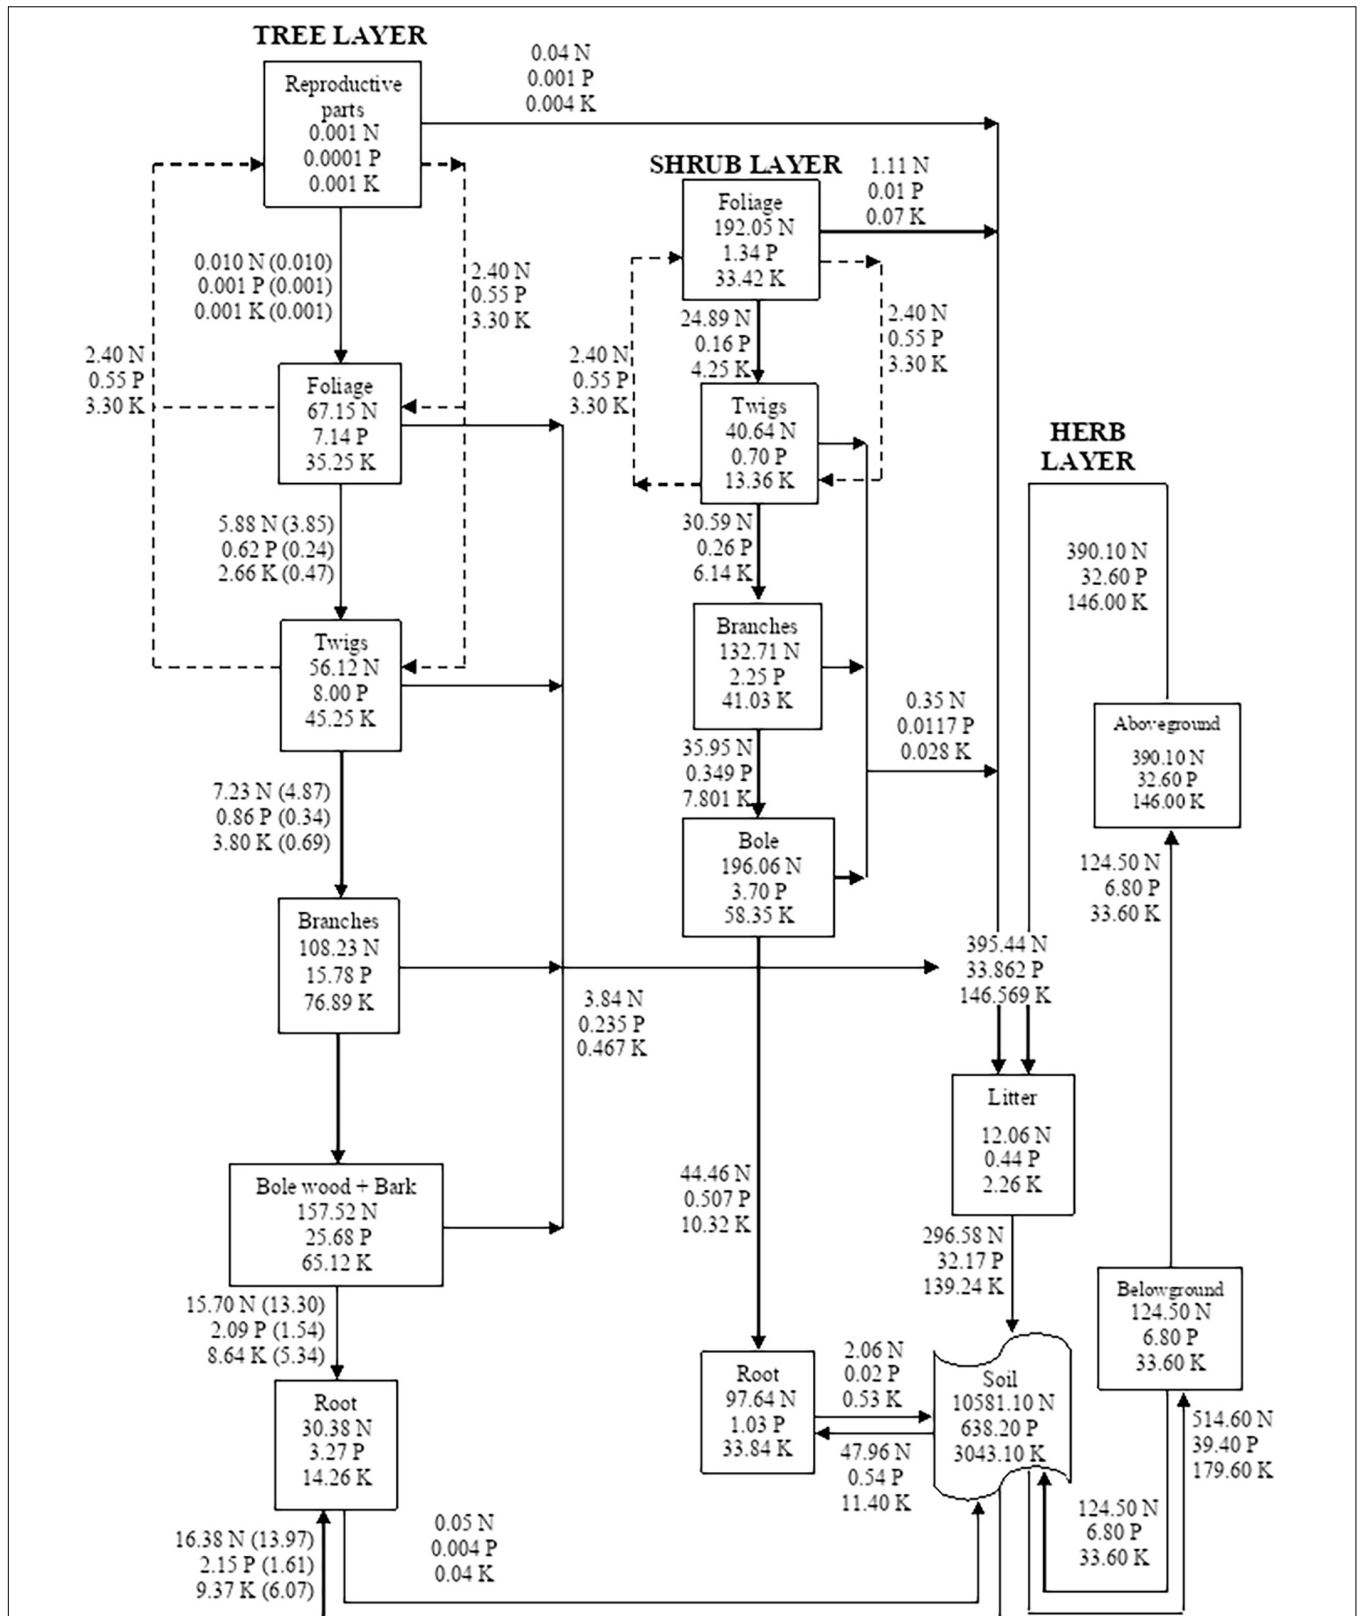 TREE LAYER
Reproductive
parts
0.001 N
0.0001 P
0.001 K
0.04 N
0.001 P
0.004 K
0.010 N (0.010)
0.001 P (0.001)
0.001 K (0.001)
2.40 N
0.55 P
3.30 K
2.40 N
0.55 P
3.30 K
Foliage
67.15 N
7.14 P
35.25 K
5.88 N (3.85)
0.62 P (0.24)
2.66 K (0.47)
Twigs
56.12 N
8.00 P
45.25 K
7.23 N (4.87)
0.86 P (0.34)
3.80 K (0.69)
Branches
108.23 N
15.78 P
76.89 K
3.84 N
0.235 P
0.467 K
Bole wood + Bark
157.52 N
25.68 P
65.12 K
15.70 N (13.30)
2.09 P (1.54)
8.64 K (5.34)
Root
30.38 N
3.27 P
14.26 K
16.38 N (13.97)
2.15 P (1.61)
9.37 K (6.07)
0.05 N
0.004 P
0.04 K
SHRUB LAYER
Foliage
192.05 N
1.34 P
33.42 K
1.11 N
0.01 P
0.07 K
24.89 N
0.16 P
4.25 K
2.40 N
0.55 P
3.30 K
2.40 N
0.55 P
3.30 K
Twigs
40.64 N
0.70 P
13.36 K
30.59 N
0.26 P
6.14 K
Branches
132.71 N
2.25 P
41.03 K
35.95 N
0.349 P
7.801 K
0.35 N
0.0117 P
0.028 K
Bole
196.06 N
3.70 P
58.35 K
44.46 N
0.507 P
10.32 K
Root
97.64 N
1.03 P
33.84 K
2.06 N
0.02 P
0.53 K
47.96 N
0.54 P
11.40 K
HERB
LAYER
390.10 N
32.60 P
146.00 K
Aboveground
390.10 N
32.60 P
146.00 K
124.50 N
6.80 P
33.60 K
395.44 N
33.862 P
146.569 K
Litter
12.06 N
0.44 P
2.26 K
296.58 N
32.17 P
139.24 K
Belowground
124.50 N
6.80 P
33.60 K
Soil
10581.10 N
638.20 P
3043.10 K
514.60 N
39.40 P
179.60 K
124.50 N
6.80 P
33.60 K